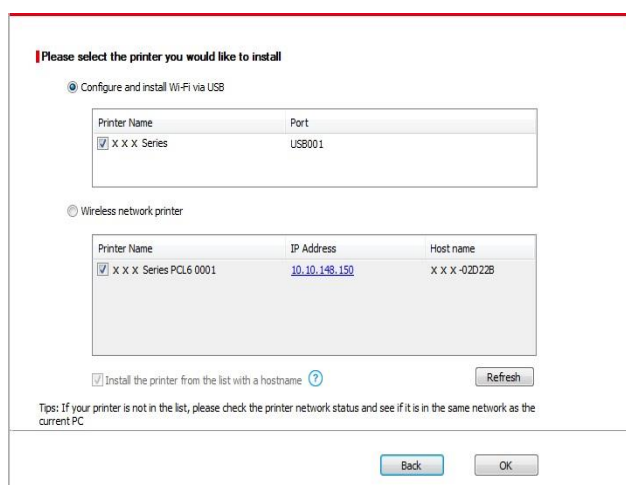 Please select the printer you would like to install
Configure and install Wi-Fi via USB
Printer Name Port
X X X Series USB001
Wireless network printer
Printer Name IP Address Host name
X X X Series PCL6 0001 10.10.148.150 X X X -02D22B
Install the printer from the list with a hostname ? Refresh
Tips: If your printer is not in the list, please check the printer network status and see if it is in the same network as the
current PC
Back OK